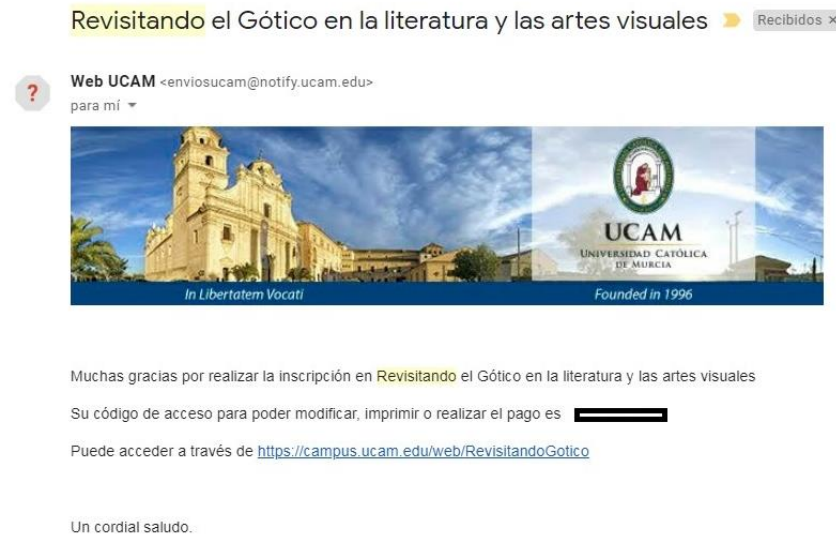 Revisitando el Gótico en la literatura y las artes visuales
Recibidos ×
?
Web UCAM <enviosucam@notify.ucam.edu>
para mí
UCAM
UNIVERSIDAD CATÓLICA
DE MURCIA
In Libertatem Vocati
Founded in 1996
Muchas gracias por realizar la inscripción en Revisitando el Gótico en la literatura y las artes visuales
Su código de acceso para poder modificar, imprimir o realizar el pago es
Puede acceder a través de https://campus.ucam.edu/web/RevisitandoGotico
Un cordial saludo.